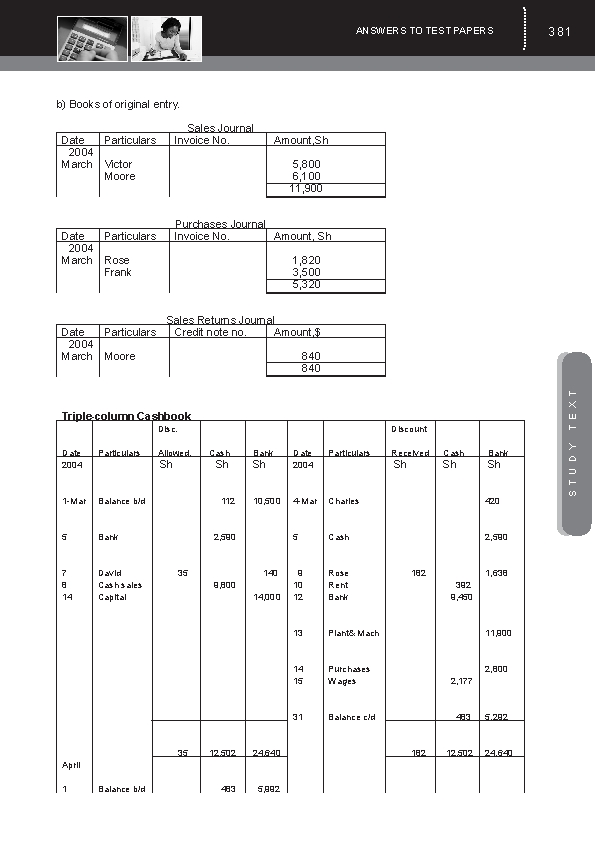 ANSWERS TO TEST PAPERS 381
b) Books of original entry.
Sales Journal
Date Particulars Invoice No. Amount,Sh
2004
March Victor 5,800
Moore 6,100
11,900
Purchases Journal
Date Particulars Invoice No. Amount, Sh
2004
March Rose 1,820
Frank 3,500
5,320
Sales Returns Journal
Date Particulars Credit note no. Amount,$
2004
March Moore 840
840
Triple-column Cashbook
Disc. Discount
Date Particulars Allowed. Cash Bank Date Particulars Received Cash Bank
2004 Sh Sh Sh 2004 Sh Sh Sh
1-Mar Balance b/d 112 10,500 4-Mar Charles 420
5 Bank 2,590 5 Cash 2,590
7 David 35 140 9 Rose 182 1,638
8 Cash sales 9,800 10 Rent 392
14 Capital 14,000 12 Bank 9,450
13 Plant& Mach 11,900
14 Purchases 2,800
15 Wages 2,177
31 Balance c/d 483 5,292
35 12,502 24,640 182 12,502 24,640
April
1 Balance b/d 483 5,992
STUDY TEXT